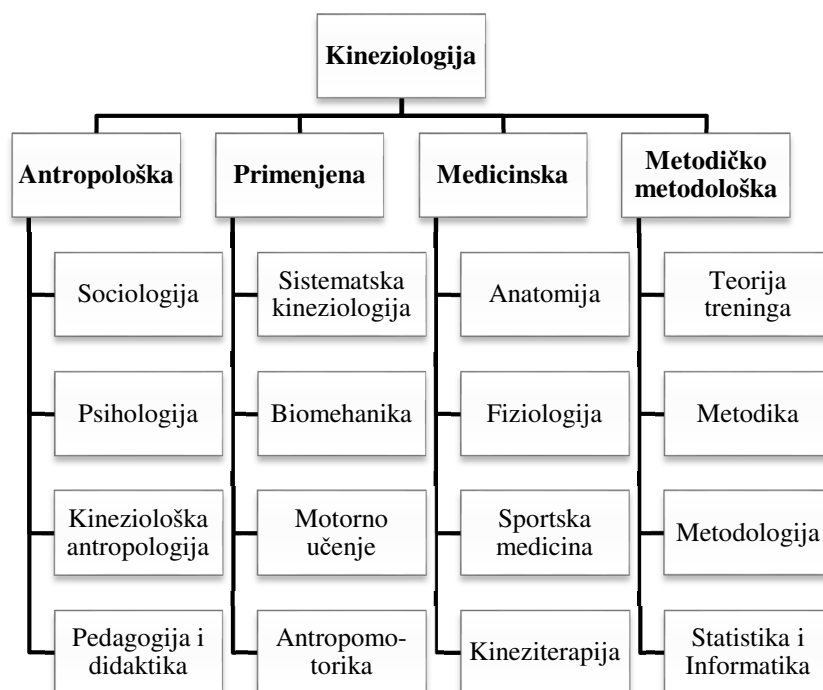 Kineziologija
Antropološka
Primenjena
Medicinska
Metodičko
metodološka
Sociologija
Sistematska
kineziologija
Anatomija
Teorija
treninga
Psihologija
Biomehanika
Fiziologija
Metodika
Kineziološka
antropologija
Motorno
učenje
Sportska
medicina
Metodologija
Pedagogija i
didaktika
Antropomo-
torika
Kineziterapija
Statistika i
Informatika